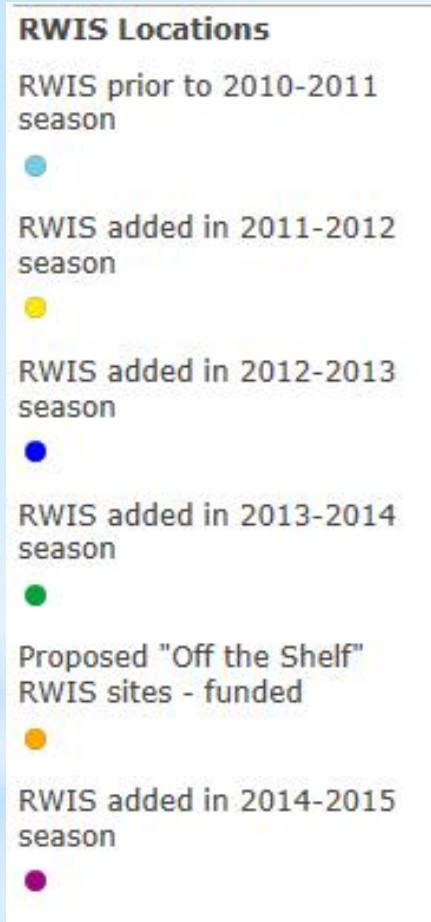 RWIS Locations
RWIS prior to 2010-2011
season
RWIS added in 2011-2012
season
RWIS added in 2012-2013
season
RWIS added in 2013-2014
season
Proposed "Off the Shelf"
RWIS sites - funded
RWIS added in 2014-2015
season